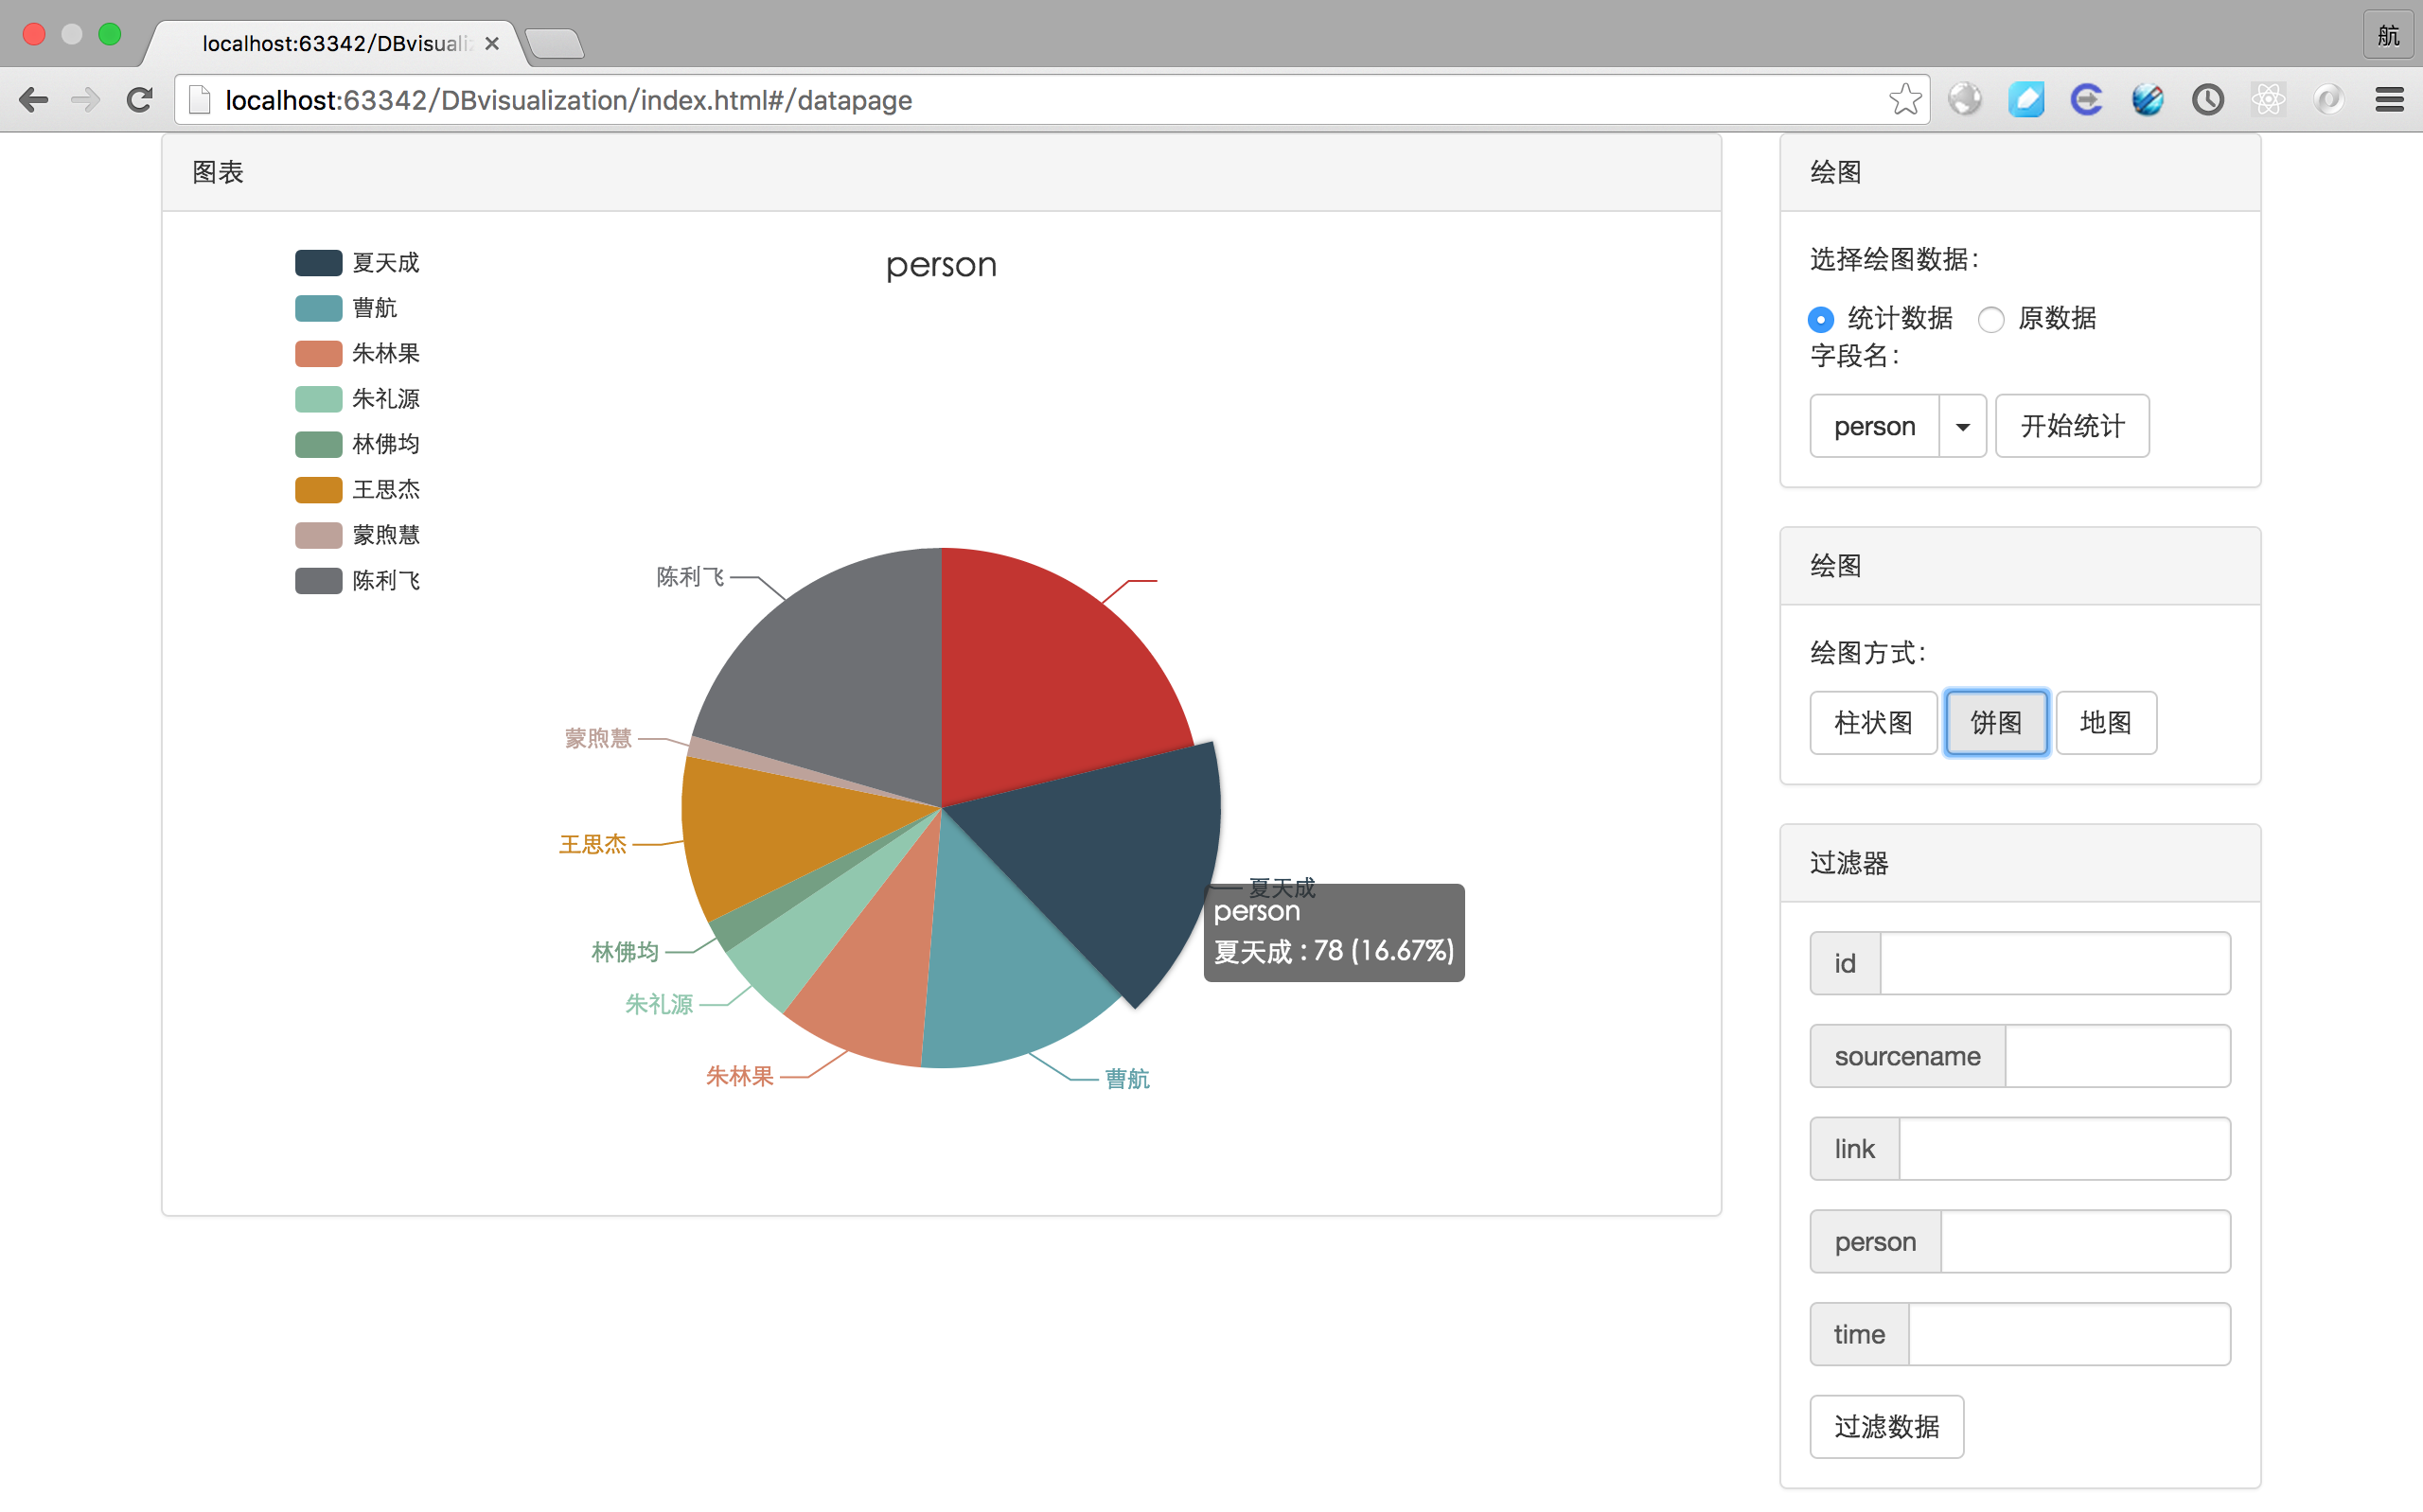 localhost:63342/DBvisuali
航
localhost:63342/DBvisualization/index.html#/datapage
图表
person
夏天成
曹航
朱林果
朱礼源
林佛均
王思杰
蒙煦慧
陈利飞
陈利飞
蒙煦慧
王思杰
林佛均
朱礼源
朱林果
曹航
夏天成
person
夏天成 : 78 (16.67%)
绘图
选择绘图数据：
统计数据 原数据
字段名：
person 开始统计
绘图
绘图方式：
柱状图 饼图 地图
过滤器
id
sourcename
link
person
time
过滤数据